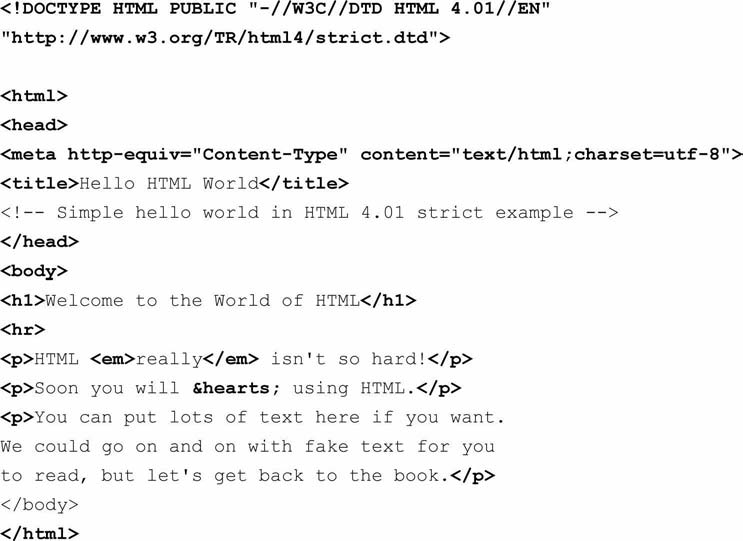 <!DOCTYPE HTML PUBLIC "-//W3C//DTD HTML 4.01//EN"
"http://www.w3.org/TR/html4/strict.dtd">
<html>
<head>
<meta http-equiv="Content-Type" content="text/html;charset=utf-8">
<title>Hello HTML World</title>
<!-- Simple hello world in HTML 4.01 strict example -->
</head>
<body>
<h1>Welcome to the World of HTML</h1>
<hr>
<p>HTML <em>really</em> isn't so hard!</p>
<p>Soon you will &hearts; using HTML.</p>
<p>You can put lots of text here if you want.
We could go on and on with fake text for you
to read, but let's get back to the book.</p>
</body>
</html>